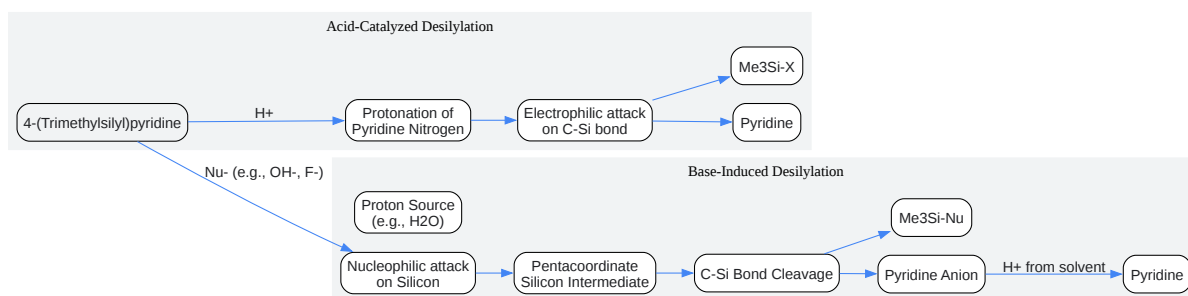 Acid-Catalyzed Desilylation
4-(Trimethylsilyl)pyridine
H+
Protonation of
Pyridine Nitrogen
Electrophilic attack
on C-Si bond
Me3Si-X
Pyridine
Nu- (e.g., OH-, F-)
Base-Induced Desilylation
Proton Source
(e.g., H2O)
Nucleophilic attack
on Silicon
Pentacoordinate
Silicon Intermediate
C-Si Bond Cleavage
Me3Si-Nu
Pyridine Anion
H+ from solvent
Pyridine